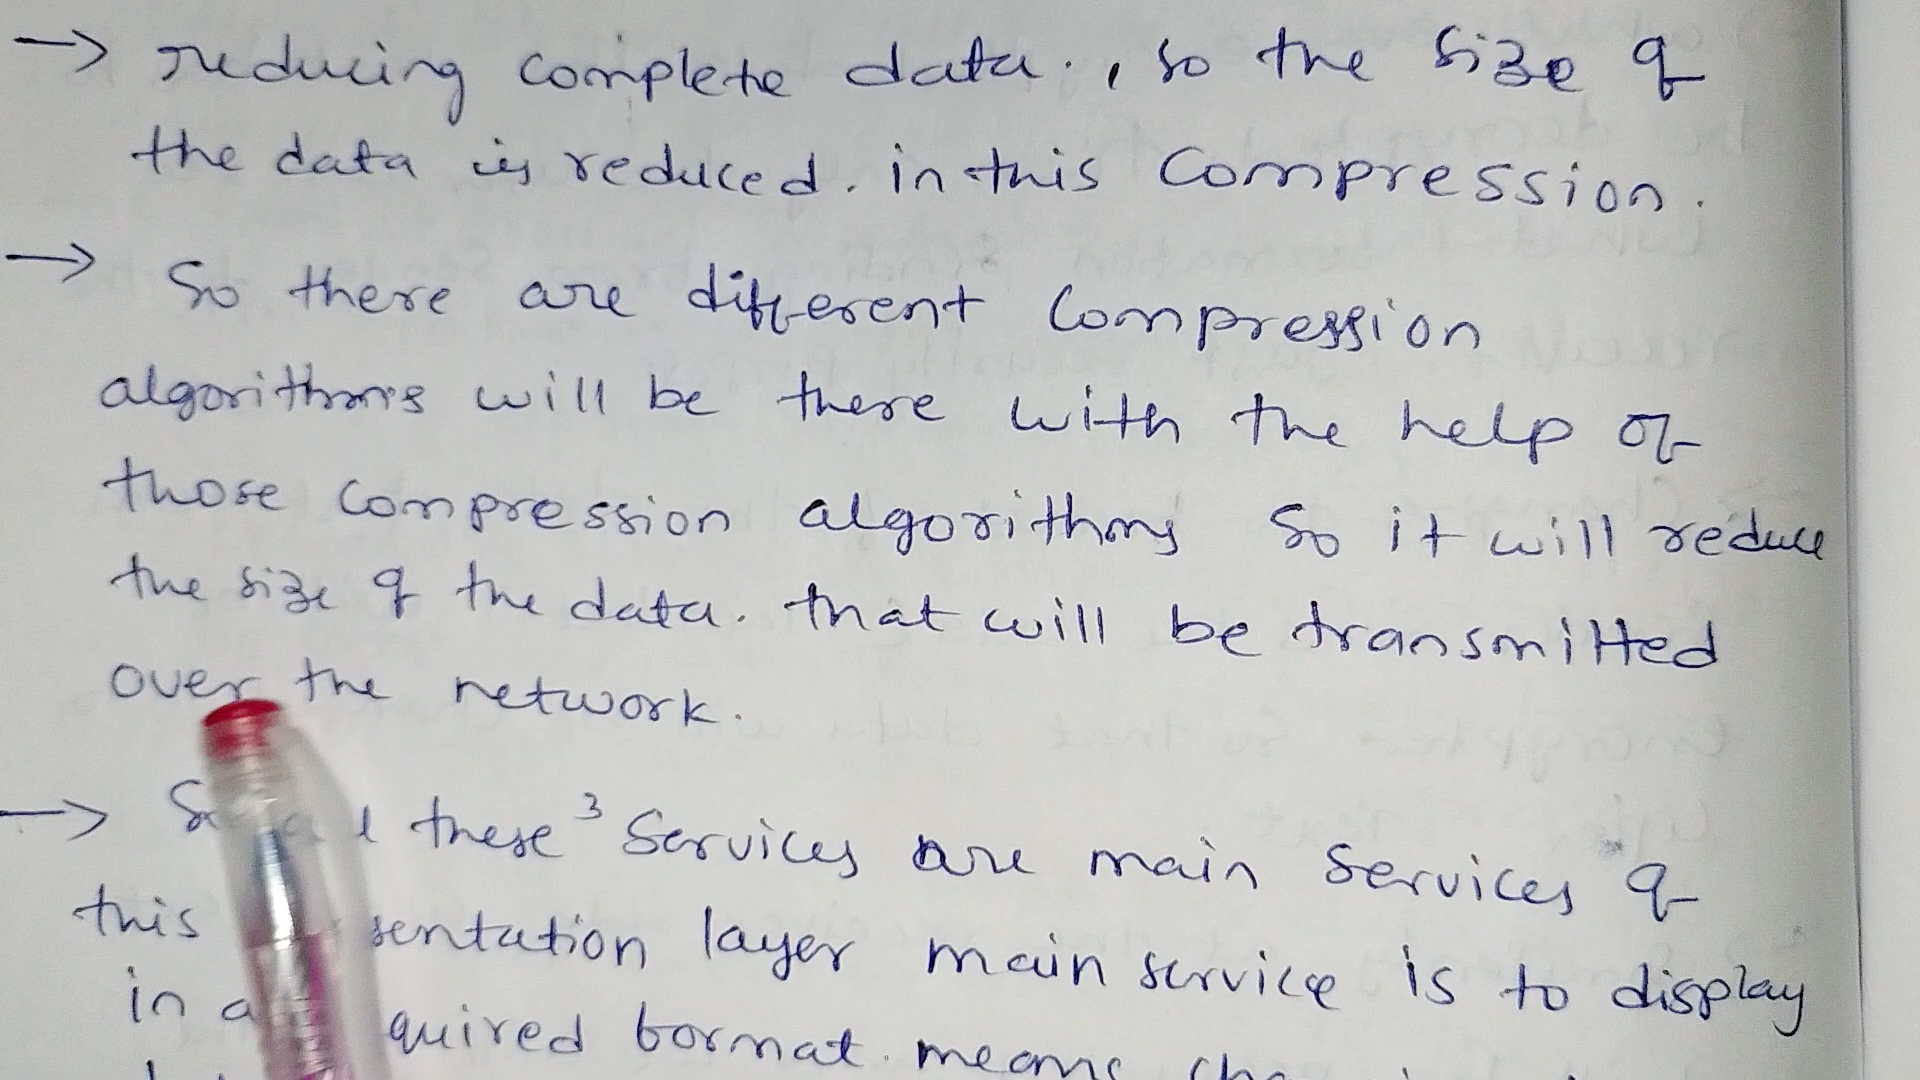 → reducing complete data. , so the size of
the data is reduced. in this Compression.
→ So there are different Compression
algorithms will be there with the help of
those compression algorithms So it will reduce
the size of the data. that will be transmitted
over the network.
→ these 3 Services are main Services of
this layer main service is to display
in format. means